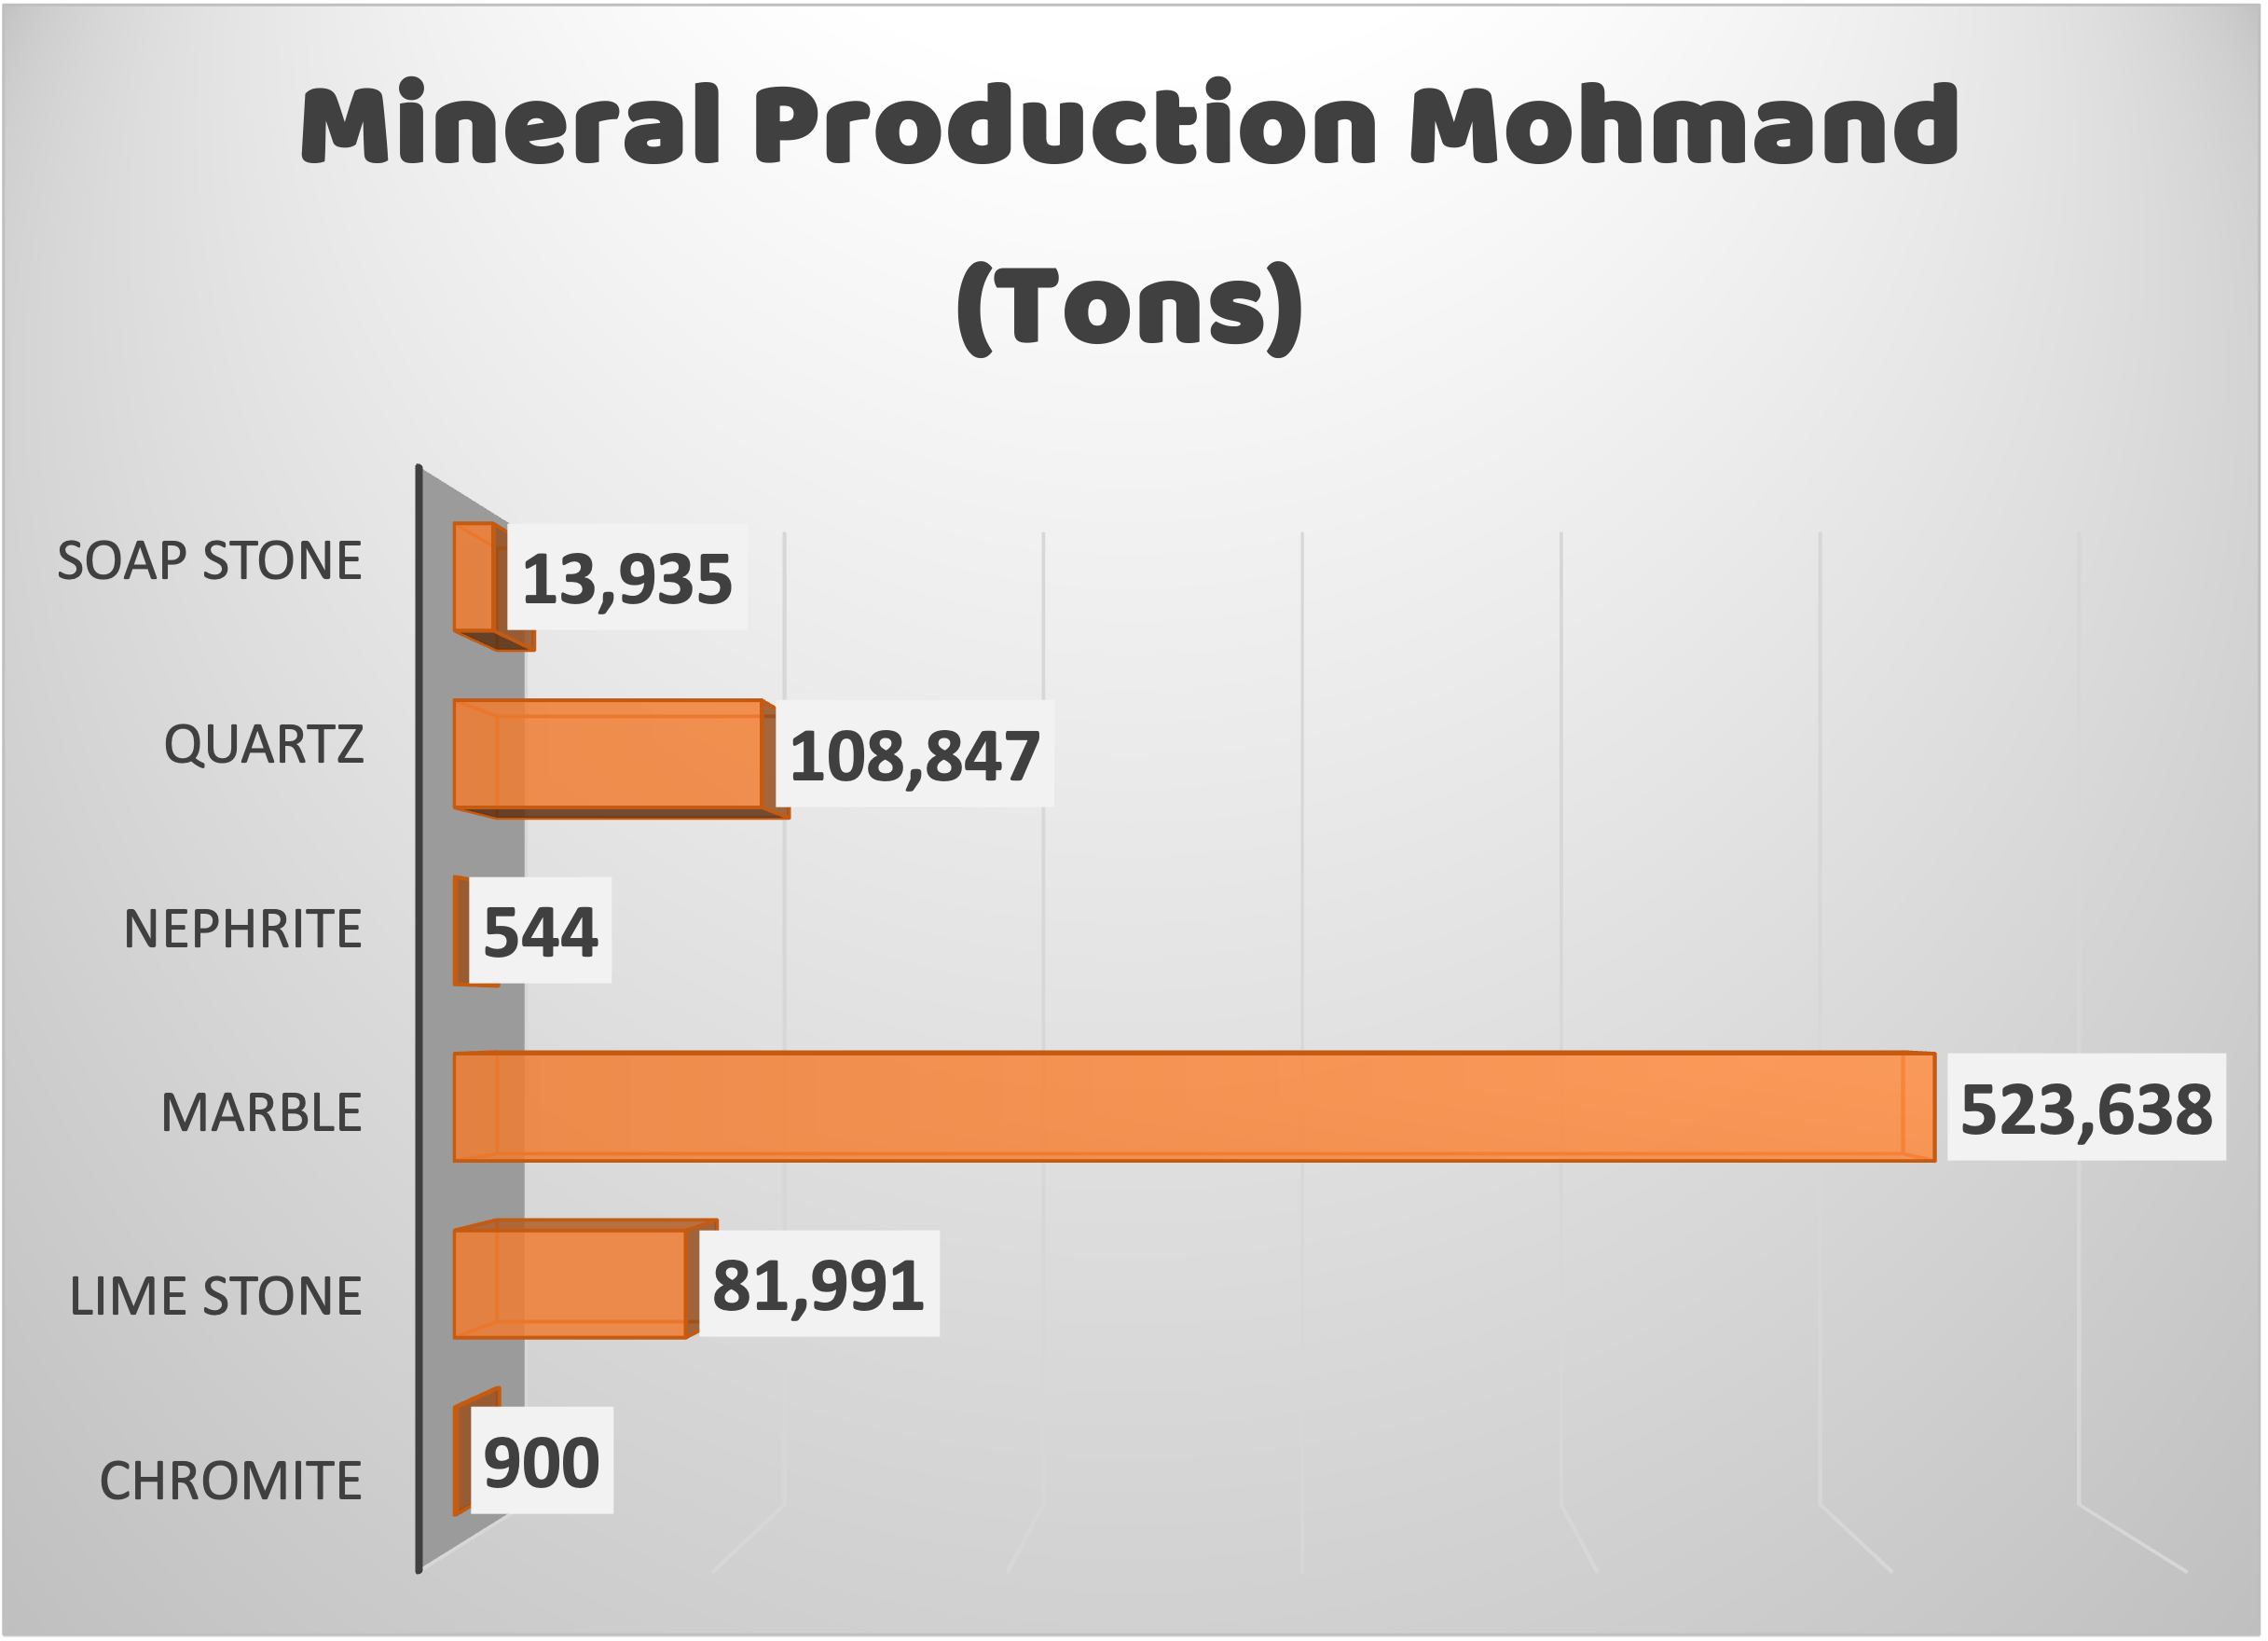 Mineral Production Mohmand
(Tons)
SOAP STONE
13,935
QUARTZ
108,847
NEPHRITE
544
MARBLE
523,638
LIME STONE
81,991
CHROMITE
900